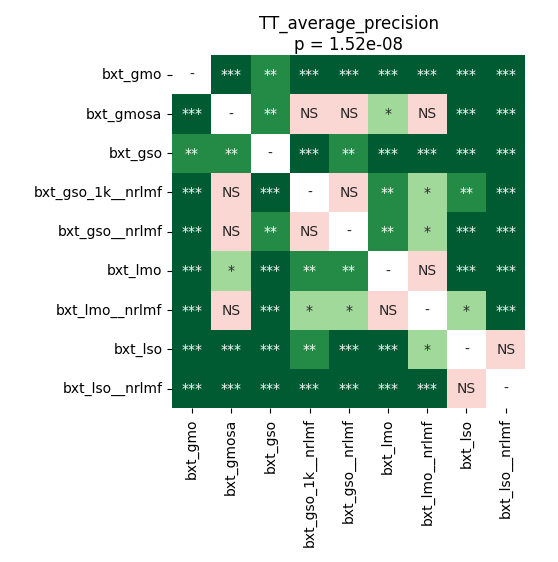 TT_average_precision
p = 1.52e-08
bxt_gmo - *** ** *** *** *** *** *** ***
bxt_gmosa *** - ** NS NS * NS *** ***
bxt_gso ** ** - *** ** *** *** *** ***
bxt_gso_1k__nrlmf *** NS *** - NS ** * ** ***
bxt_gso__nrlmf *** NS ** NS - ** * *** ***
bxt_lmo *** * *** ** ** - NS *** ***
bxt_lmo__nrlmf *** NS *** * * NS - * ***
bxt_lso *** *** *** ** *** *** * - NS
bxt_lso__nrlmf *** *** *** *** *** *** *** NS -
bxt_gmo
bxt_gmosa
bxt_gso
bxt_gso_1k__nrlmf
bxt_gso__nrlmf
bxt_lmo
bxt_lmo__nrlmf
bxt_lso
bxt_lso__nrlmf